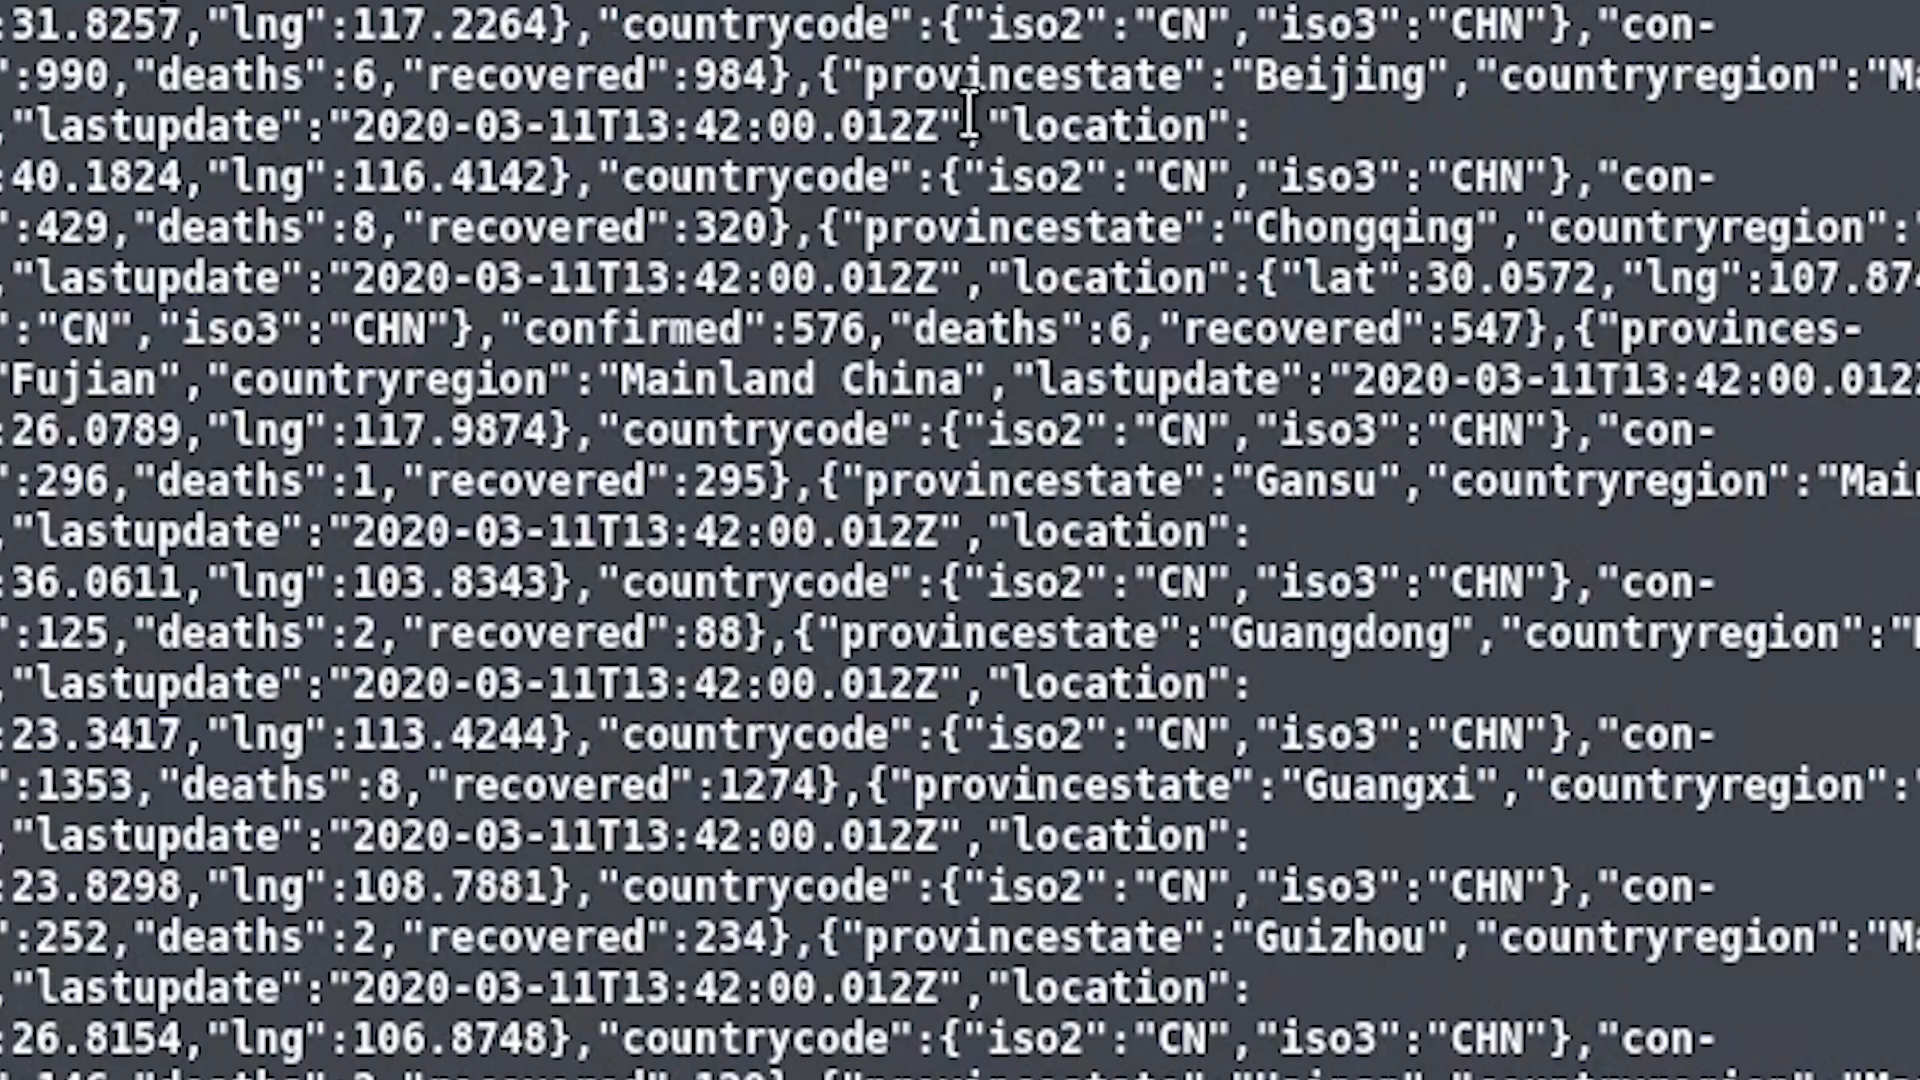 :31.8257,"lng":117.2264},"countrycode":{"iso2":"CN","iso3":"CHN"},"con-
":990,"deaths":6,"recovered":984},{"provincestate":"Beijing","countryregion":"Ma
,"lastupdate":"2020-03-11T13:42:00.012Z","location":
:40.1824,"lng":116.4142},"countrycode":{"iso2":"CN","iso3":"CHN"},"con-
":429,"deaths":8,"recovered":320},{"provincestate":"Chongqing","countryregion":"
,"lastupdate":"2020-03-11T13:42:00.012Z","location":{"lat":30.0572,"lng":107.874
":"CN","iso3":"CHN"},"confirmed":576,"deaths":6,"recovered":547},{"provinces-
"Fujian","countryregion":"Mainland China","lastupdate":"2020-03-11T13:42:00.012Z
:26.0789,"lng":117.9874},"countrycode":{"iso2":"CN","iso3":"CHN"},"con-
":296,"deaths":1,"recovered":295},{"provincestate":"Gansu","countryregion":"Main
,"lastupdate":"2020-03-11T13:42:00.012Z","location":
:36.0611,"lng":103.8343},"countrycode":{"iso2":"CN","iso3":"CHN"},"con-
":125,"deaths":2,"recovered":88},{"provincestate":"Guangdong","countryregion":"M
,"lastupdate":"2020-03-11T13:42:00.012Z","location":
:23.3417,"lng":113.4244},"countrycode":{"iso2":"CN","iso3":"CHN"},"con-
":1353,"deaths":8,"recovered":1274},{"provincestate":"Guangxi","countryregion":"
,"lastupdate":"2020-03-11T13:42:00.012Z","location":
:23.8298,"lng":108.7881},"countrycode":{"iso2":"CN","iso3":"CHN"},"con-
":252,"deaths":2,"recovered":234},{"provincestate":"Guizhou","countryregion":"Ma
,"lastupdate":"2020-03-11T13:42:00.012Z","location":
:26.8154,"lng":106.8748},"countrycode":{"iso2":"CN","iso3":"CHN"},"con-